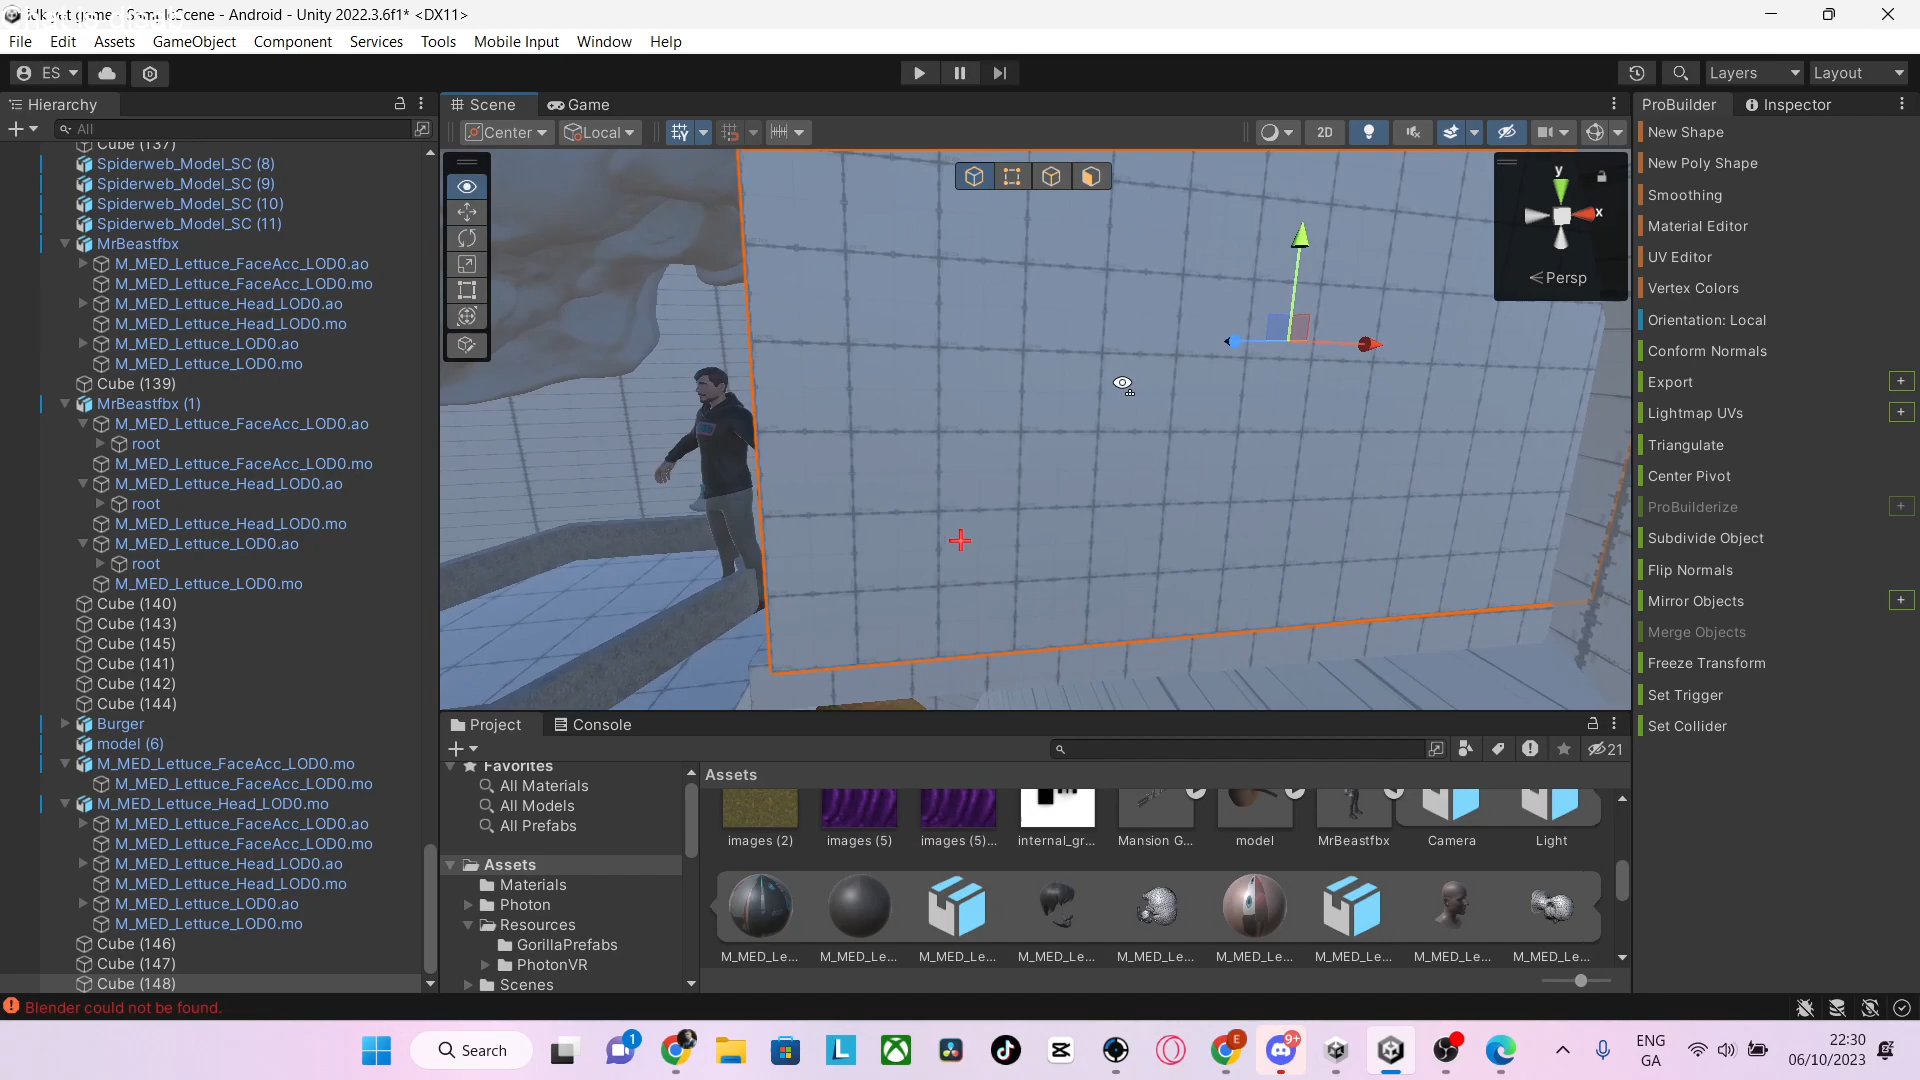 idk yet game - SampleScene - Android - Unity 2022.3.6f1* <DX11>
File Edit Assets GameObject Component Services Tools Mobile Input Window Help
ES Layers Layout
Hierarchy Scene Game ProBuilder Inspector
All Center Local 2D
Cube (137)
Spiderweb_Model_SC (8)
Spiderweb_Model_SC (9)
Spiderweb_Model_SC (10)
Spiderweb_Model_SC (11)
MrBeastfbx
M_MED_Lettuce_FaceAcc_LOD0.ao
M_MED_Lettuce_FaceAcc_LOD0.mo
M_MED_Lettuce_Head_LOD0.ao
M_MED_Lettuce_Head_LOD0.mo
M_MED_Lettuce_LOD0.ao
M_MED_Lettuce_LOD0.mo
Cube (139)
MrBeastfbx (1)
M_MED_Lettuce_FaceAcc_LOD0.ao
root
M_MED_Lettuce_FaceAcc_LOD0.mo
M_MED_Lettuce_Head_LOD0.ao
root
M_MED_Lettuce_Head_LOD0.mo
M_MED_Lettuce_LOD0.ao
root
M_MED_Lettuce_LOD0.mo
Cube (140)
Cube (143)
Cube (145)
Cube (141)
Cube (142)
Cube (144)
Burger
model (6)
M_MED_Lettuce_FaceAcc_LOD0.mo
M_MED_Lettuce_FaceAcc_LOD0.mo
M_MED_Lettuce_Head_LOD0.mo
M_MED_Lettuce_FaceAcc_LOD0.ao
M_MED_Lettuce_FaceAcc_LOD0.mo
M_MED_Lettuce_Head_LOD0.ao
M_MED_Lettuce_Head_LOD0.mo
M_MED_Lettuce_LOD0.ao
M_MED_Lettuce_LOD0.mo
Cube (146)
Cube (147)
Cube (148)
y
x
Persp
New Shape
New Poly Shape
Smoothing
Material Editor
UV Editor
Vertex Colors
Orientation: Local
Conform Normals
Export +
Lightmap UVs +
Triangulate
Center Pivot
ProBuilderize +
Subdivide Object
Flip Normals
Mirror Objects +
Merge Objects
Freeze Transform
Set Trigger
Set Collider
Project Console
21
Favorites
All Materials
All Models
All Prefabs
Assets
Materials
Photon
Resources
GorillaPrefabs
PhotonVR
Scenes
Assets
images (2) images (5) images (5)... internal_gr... Mansion G... model MrBeastfbx Camera Light
M_MED_Le... M_MED_Le... M_MED_Le... M_MED_Le... M_MED_Le... M_MED_Le... M_MED_Le... M_MED_Le... M_MED_Le...
Blender could not be found.
Search 1 L E 9+ ENG GA 22:30 06/10/2023